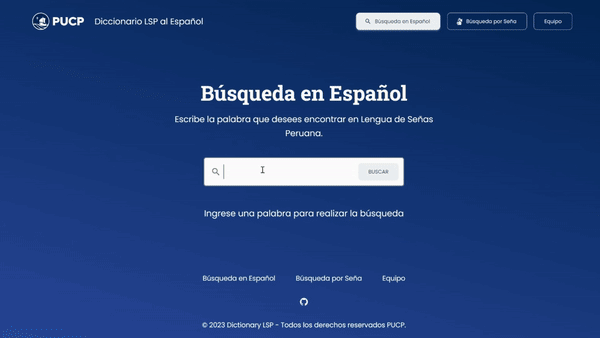 PUCP Diccionario LSP al Español Búsqueda en Español Búsqueda por Seña Equipo
Búsqueda en Español
Escribe la palabra que desees encontrar en Lengua de Señas
Peruana.
BUSCAR
Ingrese una palabra para realizar la búsqueda
Búsqueda en Español Búsqueda por Seña Equipo
© 2023 Dictionary LSP - Todos los derechos reservados PUCP.